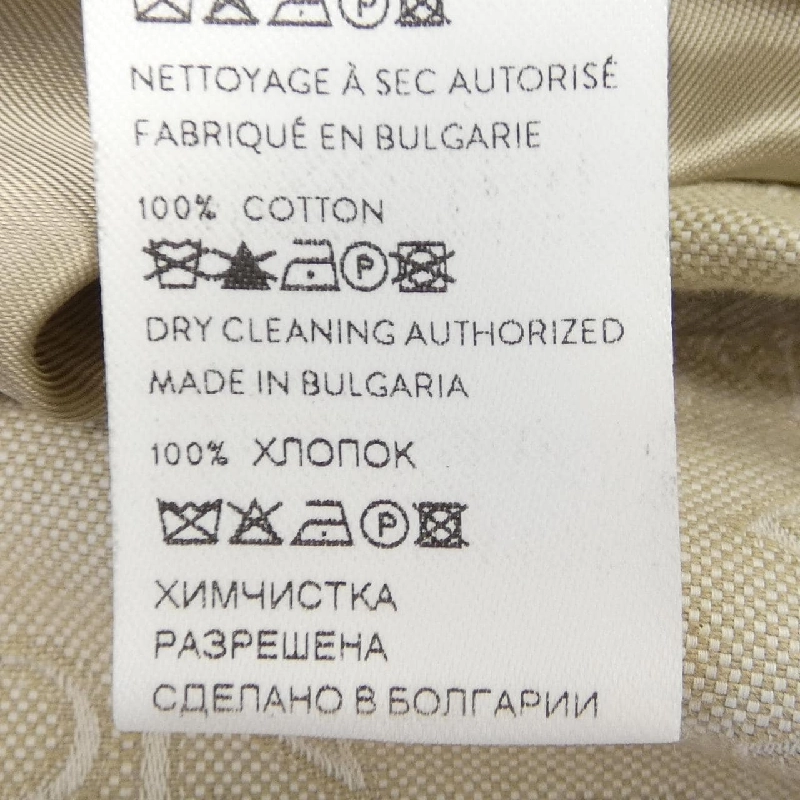 P
NETTOYAGE À SEC AUTORISÉ
FABRIQUÉ EN BULGARIE
100% COTTON
P
DRY CLEANING AUTHORIZED
MADE IN BULGARIA
100% ХЛОПОК
P
ХИМЧИСТКА
РАЗРЕШЕНА
СДЕЛАНО В БОЛГАРИИ